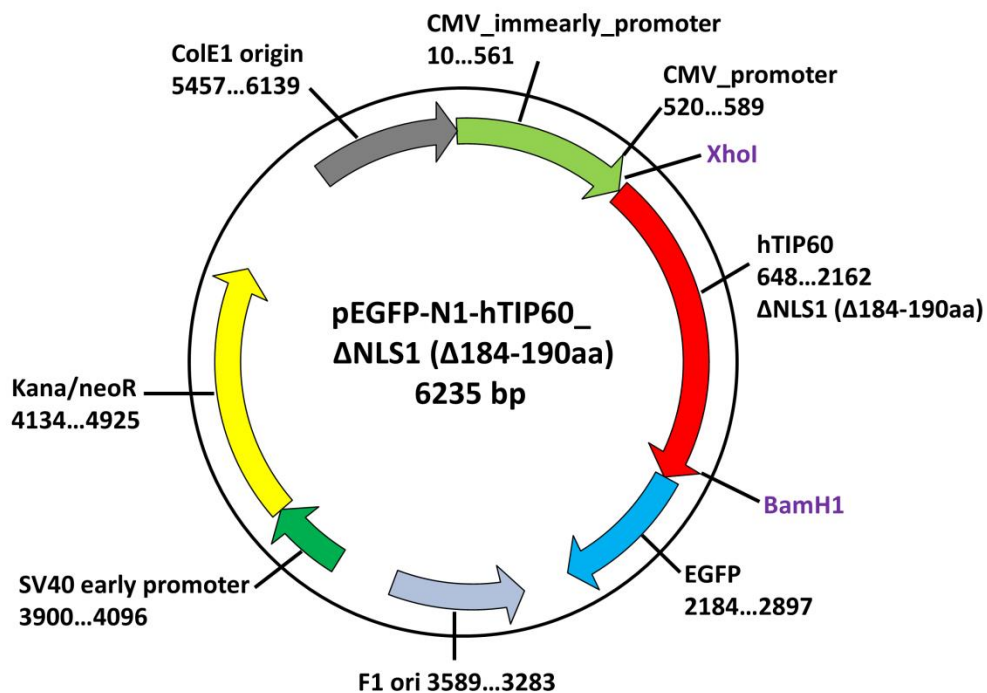 CMV_immearly_promoter
10...561
ColE1 origin
5457...6139
CMV_promoter
520...589
XhoI
hTIP60
648...2162
ΔNLS1 (Δ184-190aa)
pEGFP-N1-hTIP60_
ΔNLS1 (Δ184-190aa)
6235 bp
Kana/neoR
4134...4925
BamH1
EGFP
2184...2897
SV40 early promoter
3900...4096
F1 ori 3589...3283